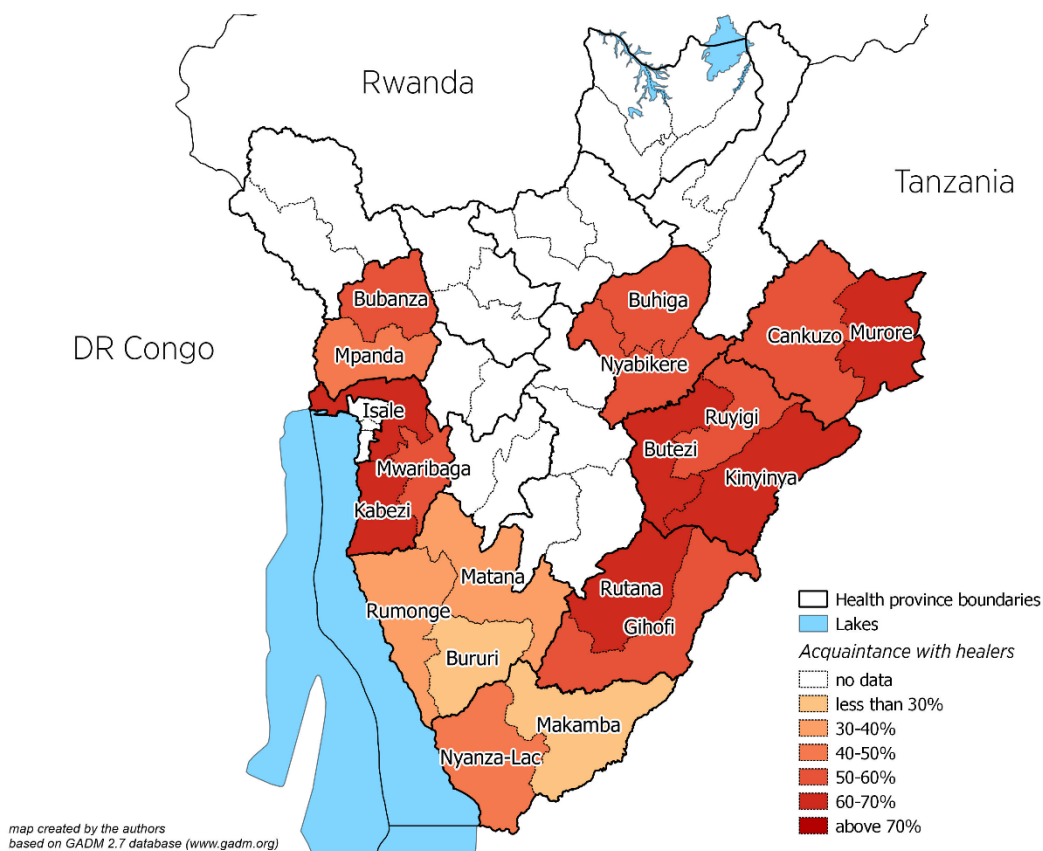 Rwanda
Tanzania
DR Congo
Bubanza
Mpanda
Isale
Mwaribaga
Kabezi
Buhiga
Nyabikere
Cankuzo
Murore
Ruyigi
Butezi
Kinyinya
Matana
Rumonge
Bururi
Rutana
Gihofi
Makamba
Nyanza-Lac
Health province boundaries
Lakes
Acquaintance with healers
no data
less than 30%
30-40%
40-50%
50-60%
60-70%
above 70%
map created by the authors
based on GADM 2.7 database (www.gadm.org)